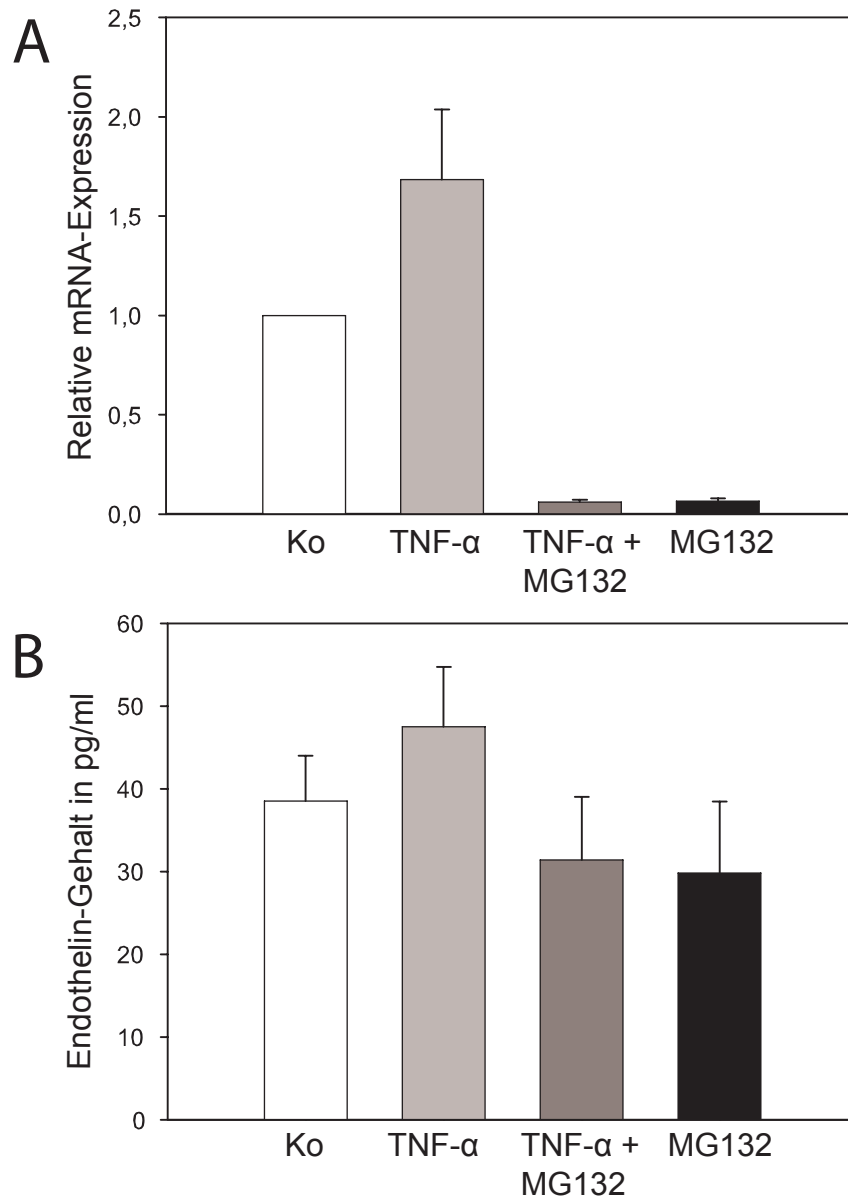 A
Relative mRNA-Expression
2,5
2,0
1,5
1,0
0,5
0,0
Ko
TNF-α
TNF-α +
MG132
MG132
B
Endothelin-Gehalt in pg/ml
60
50
40
30
20
10
0
Ko
TNF-α
TNF-α +
MG132
MG132